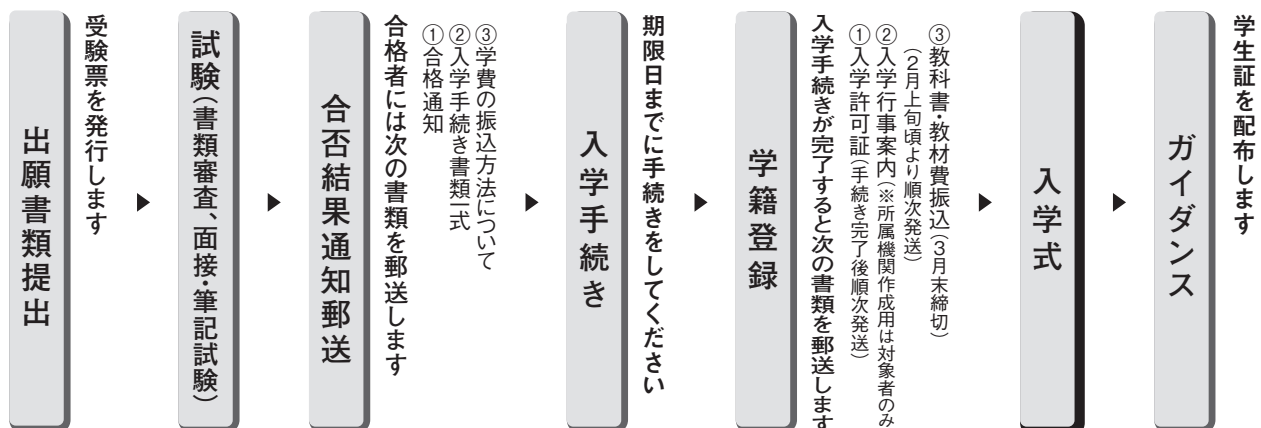 出願書類提出
受験票を発行します
試験(書類審査、面接・筆記試験)
合否結果通知郵送
合格者には次の書類を郵送します
①合格通知
②入学手続き書類一式
③学費の振込方法について
入学手続き
期限日までに手続きをしてください
学籍登録
入学手続きが完了すると次の書類を郵送します
①入学許可証(手続き完了後順次発送)
②入学行事案内(※所属機関作成用は対象者のみ
(2月上旬頃より順次発送)
③教科書・教材費振込(3月末締切)
入学式
ガイダンス
学生証を配布します